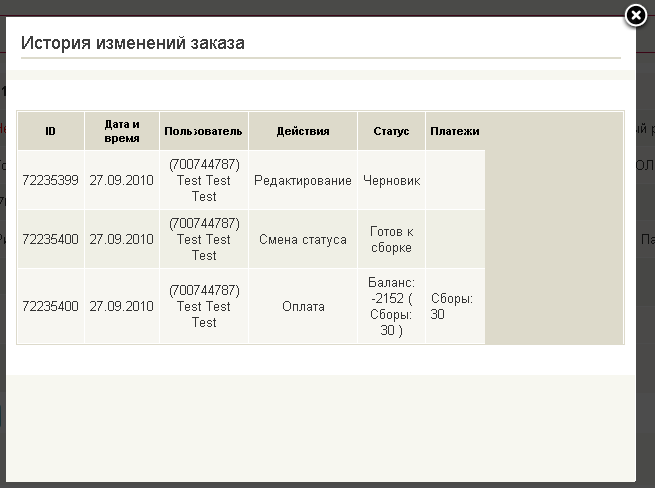 История изменений заказа
ID
Дата и
время
Пользователь
Действия
Статус
Платежи
72235399
27.09.2010
(700744787)
Test Test
Test
Редактирование
Черновик
72235400
27.09.2010
(700744787)
Test Test
Test
Смена статуса
Готов к
сборке
72235400
27.09.2010
(700744787)
Test Test
Test
Оплата
Баланс:
-2152 (
Сборы:
30 )
Сборы:
30